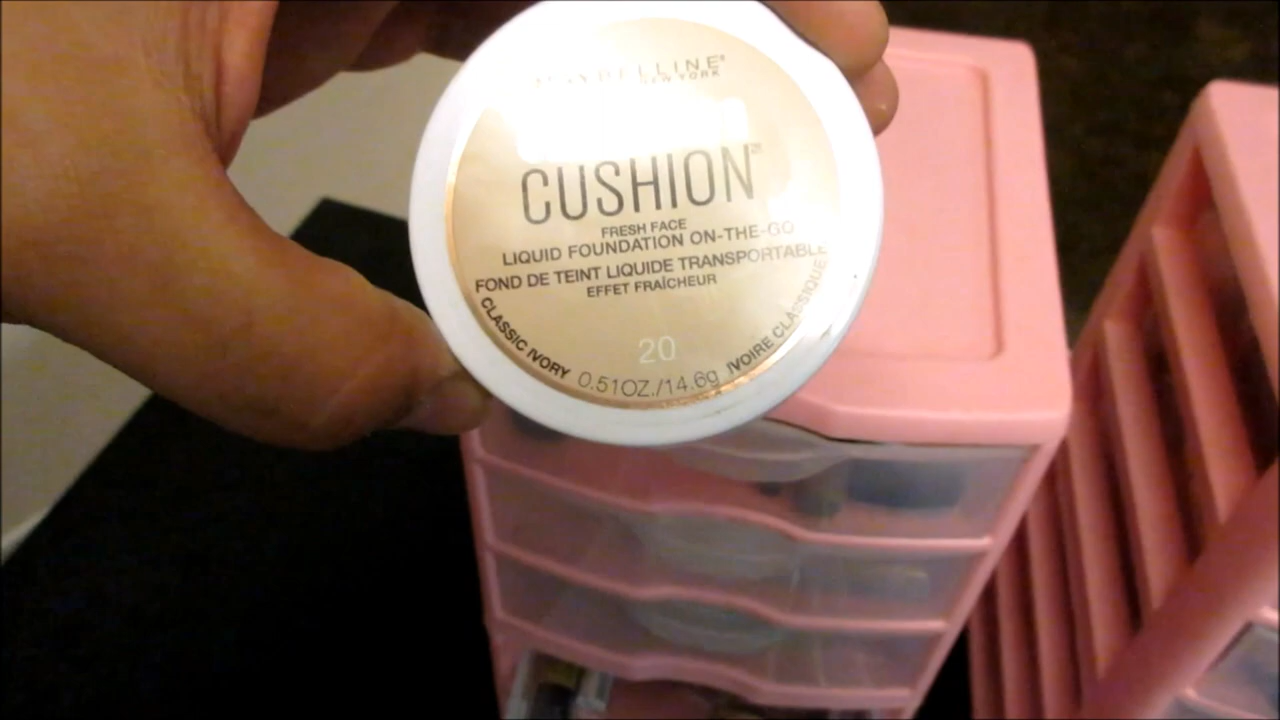 MAYBELLINE®
NEW YORK
CUSHION™
FRESH FACE
LIQUID FOUNDATION ON-THE-GO
FOND DE TEINT LIQUIDE TRANSPORTABLE
EFFET FRAÎCHEUR
20
CLASSIC IVORY 0.51OZ./14.6g IVOIRE CLASSIQUE